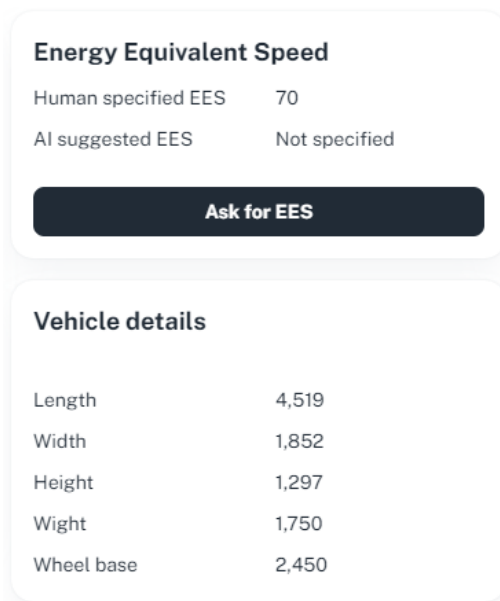 Energy Equivalent Speed
Human specified EES 70
AI suggested EES Not specified
Ask for EES
Vehicle details
Length 4,519
Width 1,852
Height 1,297
Wight 1,750
Wheel base 2,450